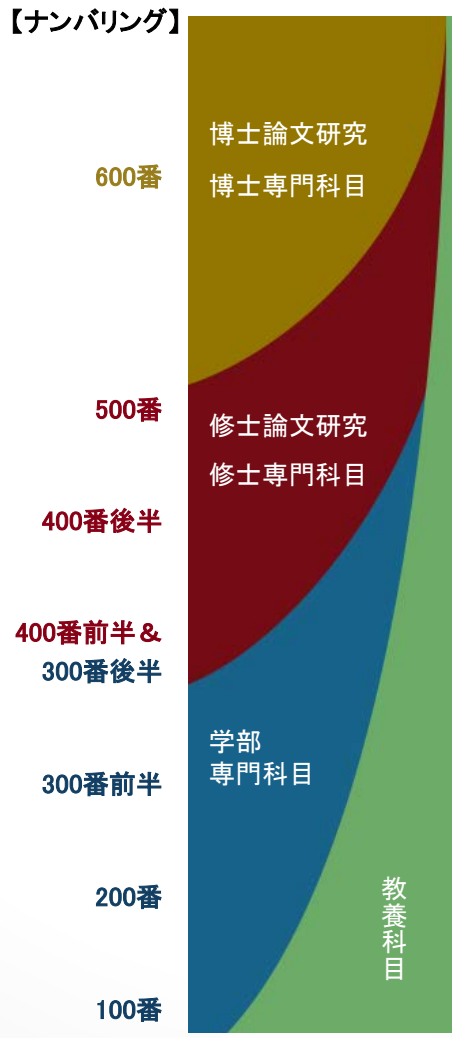 【ナンバリング】
博士論文研究
600番
博士専門科目
500番
修士論文研究
修士専門科目
400番後半
400番前半＆
300番後半
学部
専門科目
300番前半
200番
教養科目
100番